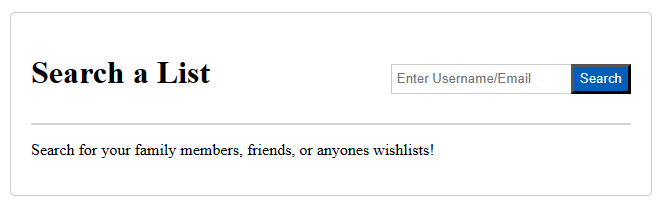 Search a List
Enter Username/Email
Search
Search for your family members, friends, or anyones wishlists!